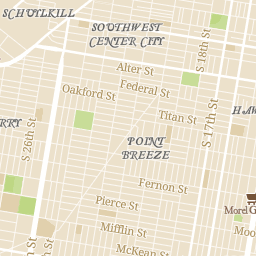 SCHUYLKILL
SOUTHWEST
CENTER CITY
S 18th St
Alter St
Federal St
Oakford St
Titan St
S 17th St
S 26th St
POINT
BREEZE
Fernon St
Pierce St
Mifflin St
McKean St